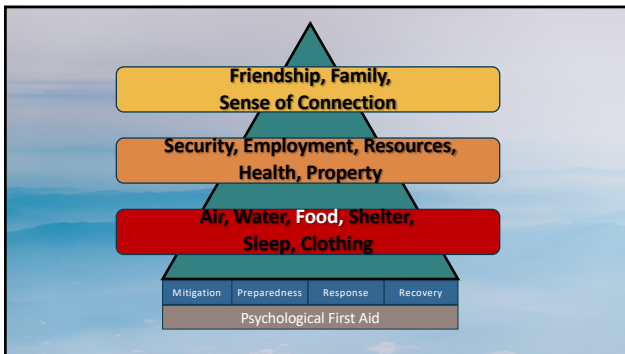 Friendship, Family,
Sense of Connection
Security, Employment, Resources,
Health, Property
Air, Water, Food, Shelter,
Sleep, Clothing
Mitigation Preparedness Response Recovery
Psychological First Aid